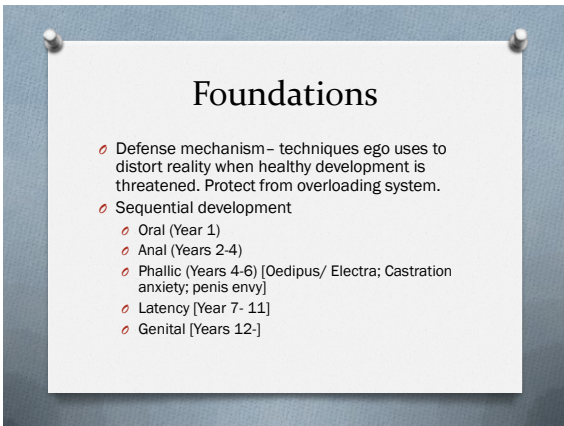 Foundations
Defense mechanism– techniques ego uses to
distort reality when healthy development is
threatened. Protect from overloading system.
Sequential development
Oral (Year 1)
Anal (Years 2-4)
Phallic (Years 4-6) [Oedipus/ Electra; Castration
anxiety; penis envy]
Latency [Year 7- 11]
Genital [Years 12-]